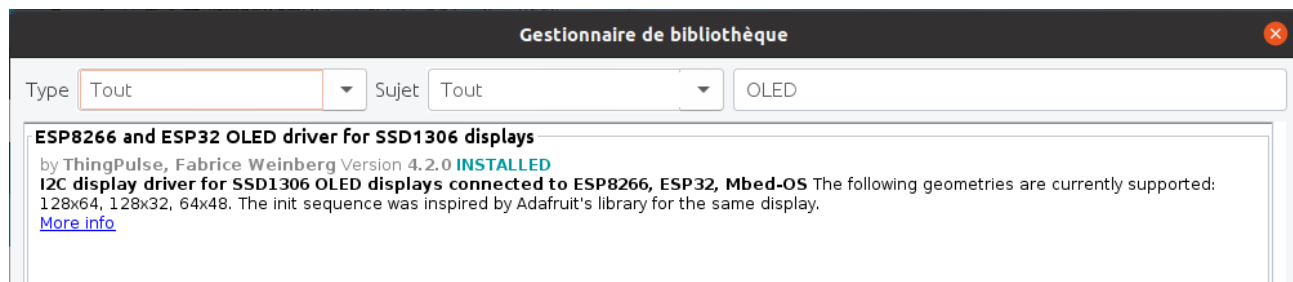 Gestionnaire de bibliothèque
Type Tout Sujet Tout OLED
ESP8266 and ESP32 OLED driver for SSD1306 displays
by ThingPulse, Fabrice Weinberg Version 4.2.0 INSTALLED
I2C display driver for SSD1306 OLED displays connected to ESP8266, ESP32, Mbed-OS The following geometries are currently supported:
128x64, 128x32, 64x48. The init sequence was inspired by Adafruit's library for the same display.
More info